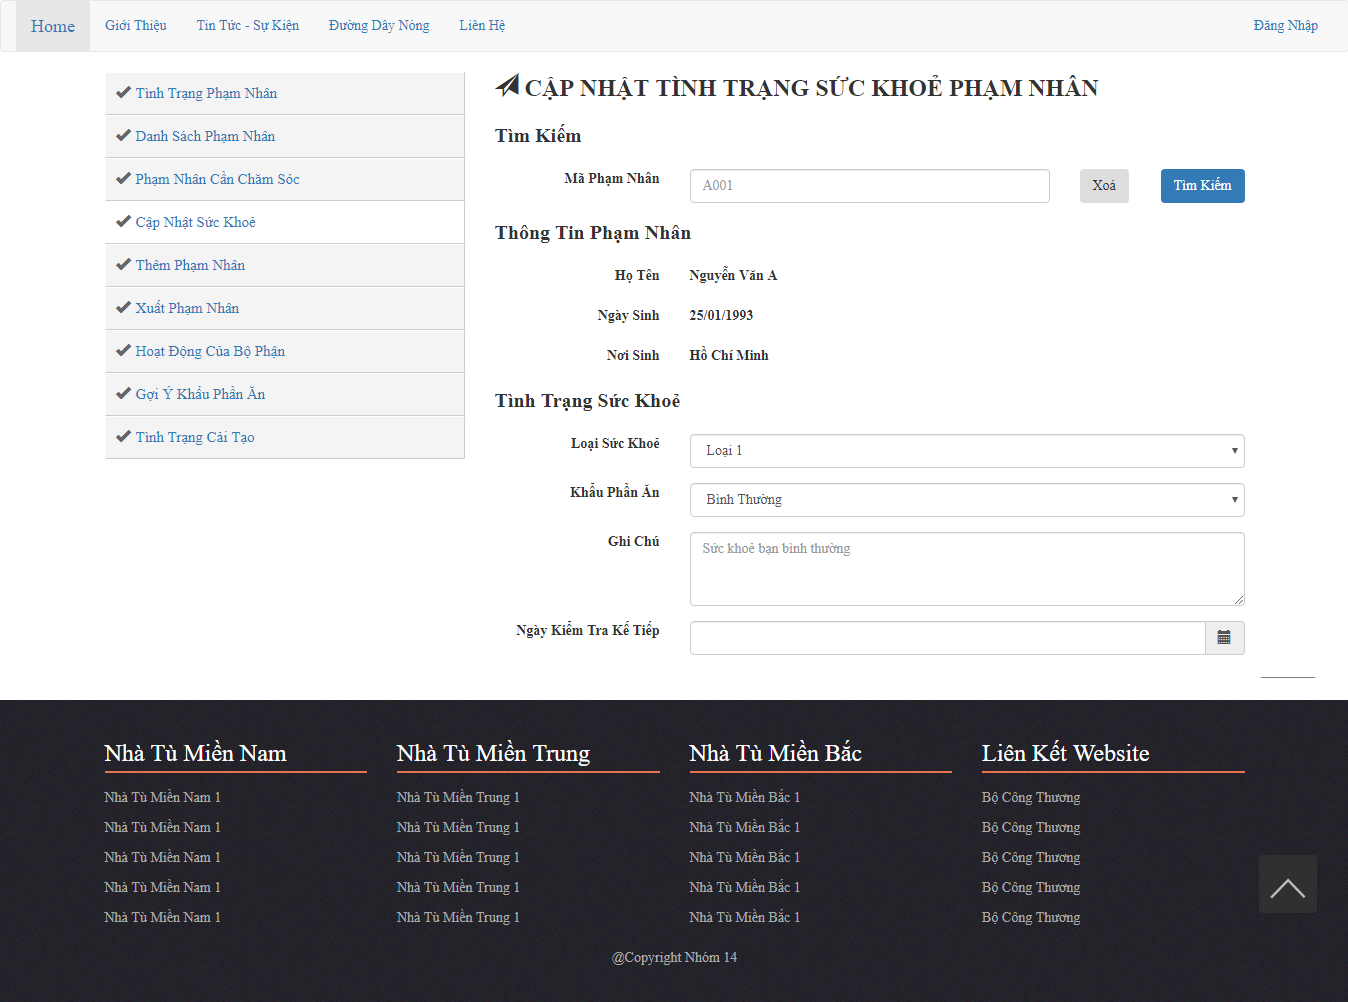 Home Giới Thiệu Tin Tức - Sự Kiện Đường Dây Nóng Liên Hệ Đăng Nhập
Tình Trạng Phạm Nhân
Danh Sách Phạm Nhân
Phạm Nhân Cần Chăm Sóc
Cập Nhật Sức Khoẻ
Thêm Phạm Nhân
Xuất Phạm Nhân
Hoạt Động Của Bộ Phận
Gợi Ý Khẩu Phần Ăn
Tình Trạng Cải Tạo
CẬP NHẬT TÌNH TRẠNG SỨC KHOẺ PHẠM NHÂN
Tìm Kiếm
Mã Phạm Nhân A001 Xoá Tìm Kiếm
Thông Tin Phạm Nhân
Họ Tên Nguyễn Văn A
Ngày Sinh 25/01/1993
Nơi Sinh Hồ Chí Minh
Tình Trạng Sức Khoẻ
Loại Sức Khoẻ Loại 1
Khẩu Phần Ăn Bình Thường
Ghi Chú Sức khoẻ bạn bình thường
Ngày Kiểm Tra Kế Tiếp
Nhà Tù Miền Nam
Nhà Tù Miền Nam 1
Nhà Tù Miền Nam 1
Nhà Tù Miền Nam 1
Nhà Tù Miền Nam 1
Nhà Tù Miền Nam 1
Nhà Tù Miền Trung
Nhà Tù Miền Trung 1
Nhà Tù Miền Trung 1
Nhà Tù Miền Trung 1
Nhà Tù Miền Trung 1
Nhà Tù Miền Trung 1
Nhà Tù Miền Bắc
Nhà Tù Miền Bắc 1
Nhà Tù Miền Bắc 1
Nhà Tù Miền Bắc 1
Nhà Tù Miền Bắc 1
Nhà Tù Miền Bắc 1
Liên Kết Website
Bộ Công Thương
Bộ Công Thương
Bộ Công Thương
Bộ Công Thương
Bộ Công Thương
@Copyright Nhóm 14